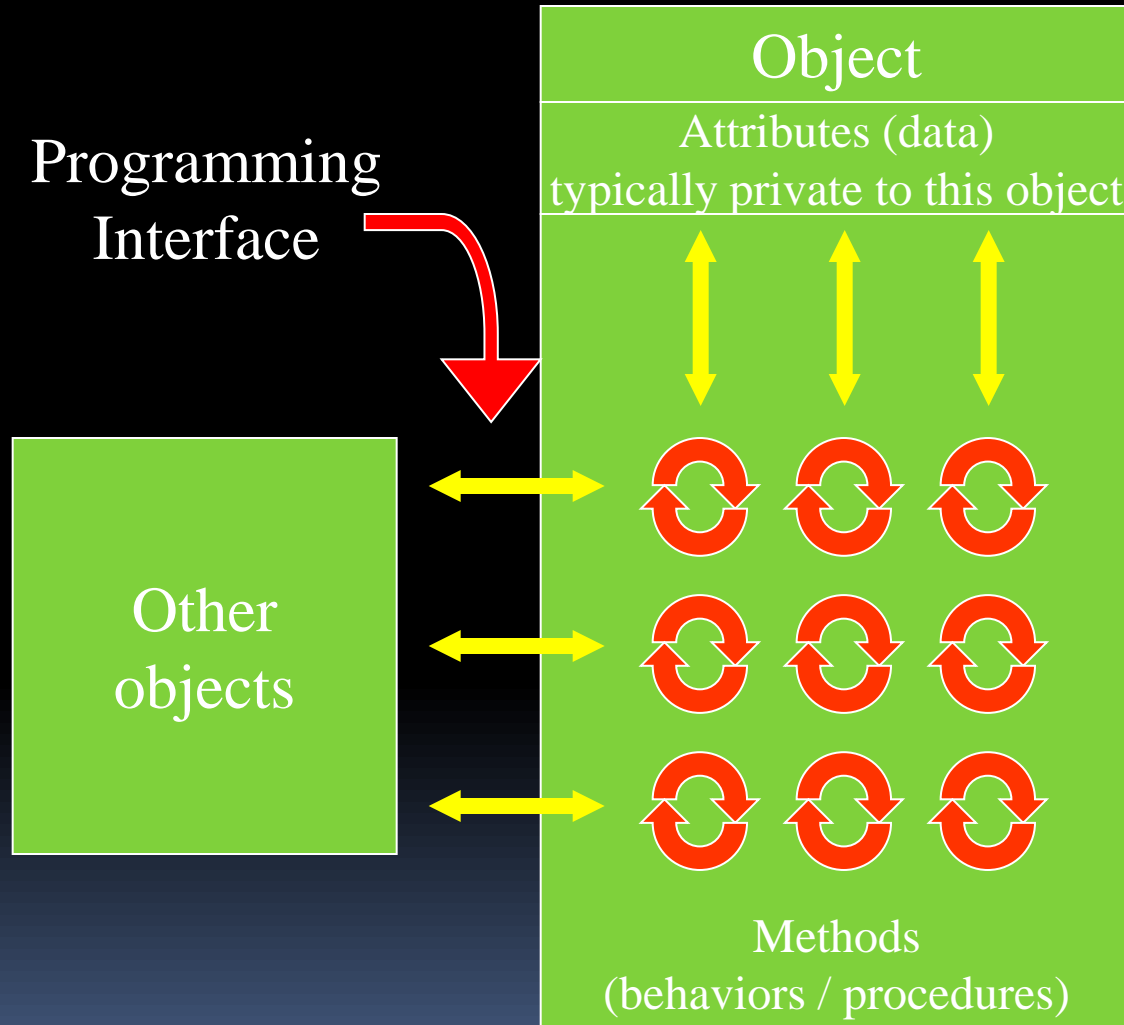 Object
Attributes (data)
typically private to this object
Programming
Interface
Other
objects
Methods
(behaviors / procedures)